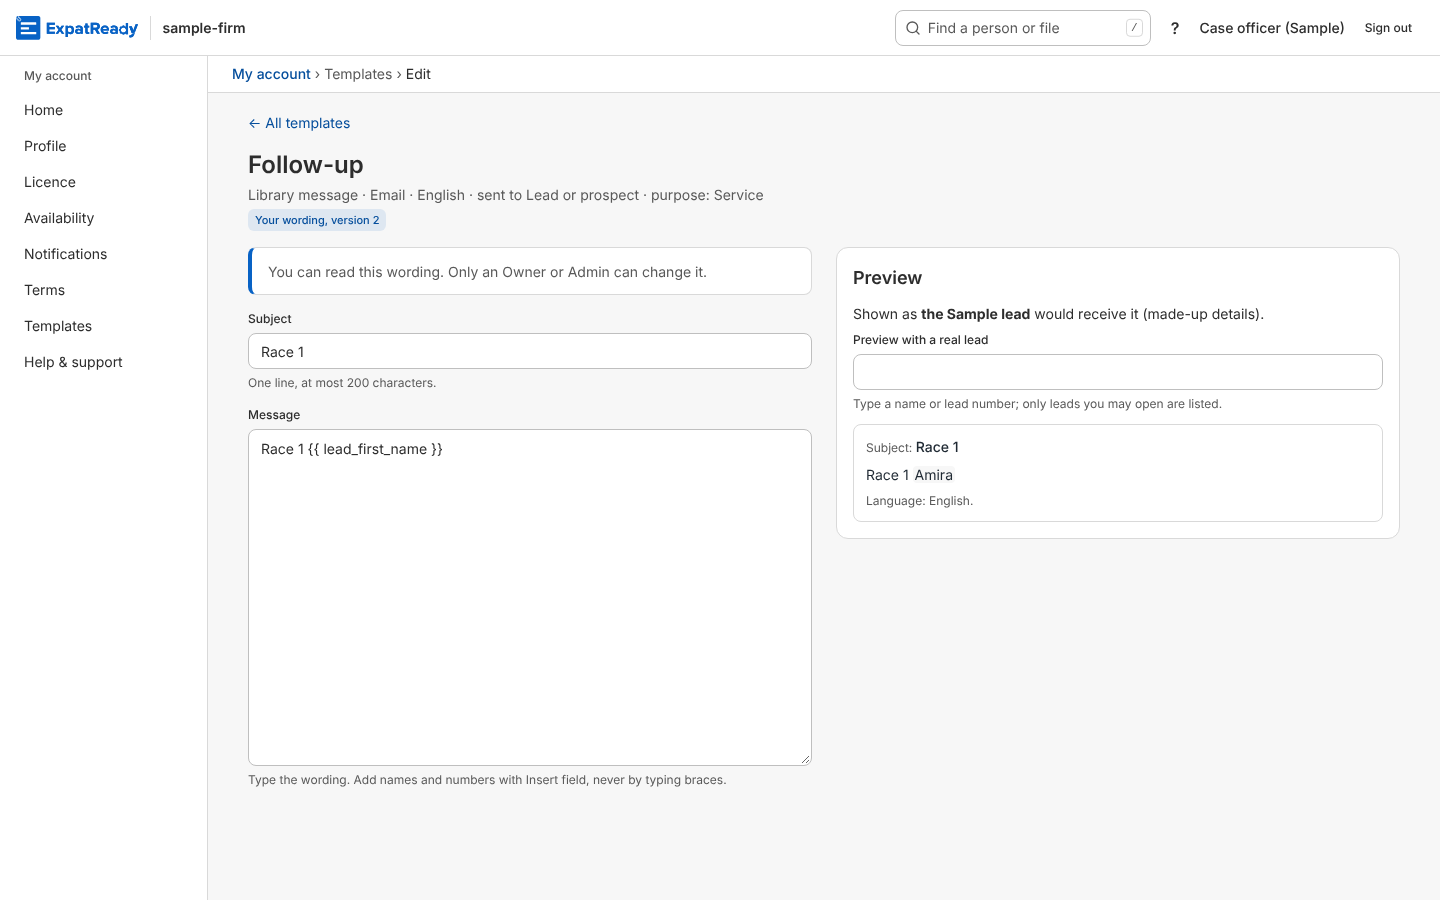 ExpatReady
sample-firm
Find a person or file /
?
Case officer (Sample)
Sign out
My account
Home
Profile
Licence
Availability
Notifications
Terms
Templates
Help & support
My account › Templates › Edit
← All templates
Follow-up
Library message · Email · English · sent to Lead or prospect · purpose: Service
Your wording, version 2
You can read this wording. Only an Owner or Admin can change it.
Subject
Race 1
One line, at most 200 characters.
Message
Race 1 {{ lead_first_name }}
Type the wording. Add names and numbers with Insert field, never by typing braces.
Preview
Shown as the Sample lead would receive it (made-up details).
Preview with a real lead
Type a name or lead number; only leads you may open are listed.
Subject: Race 1
Race 1 Amira
Language: English.